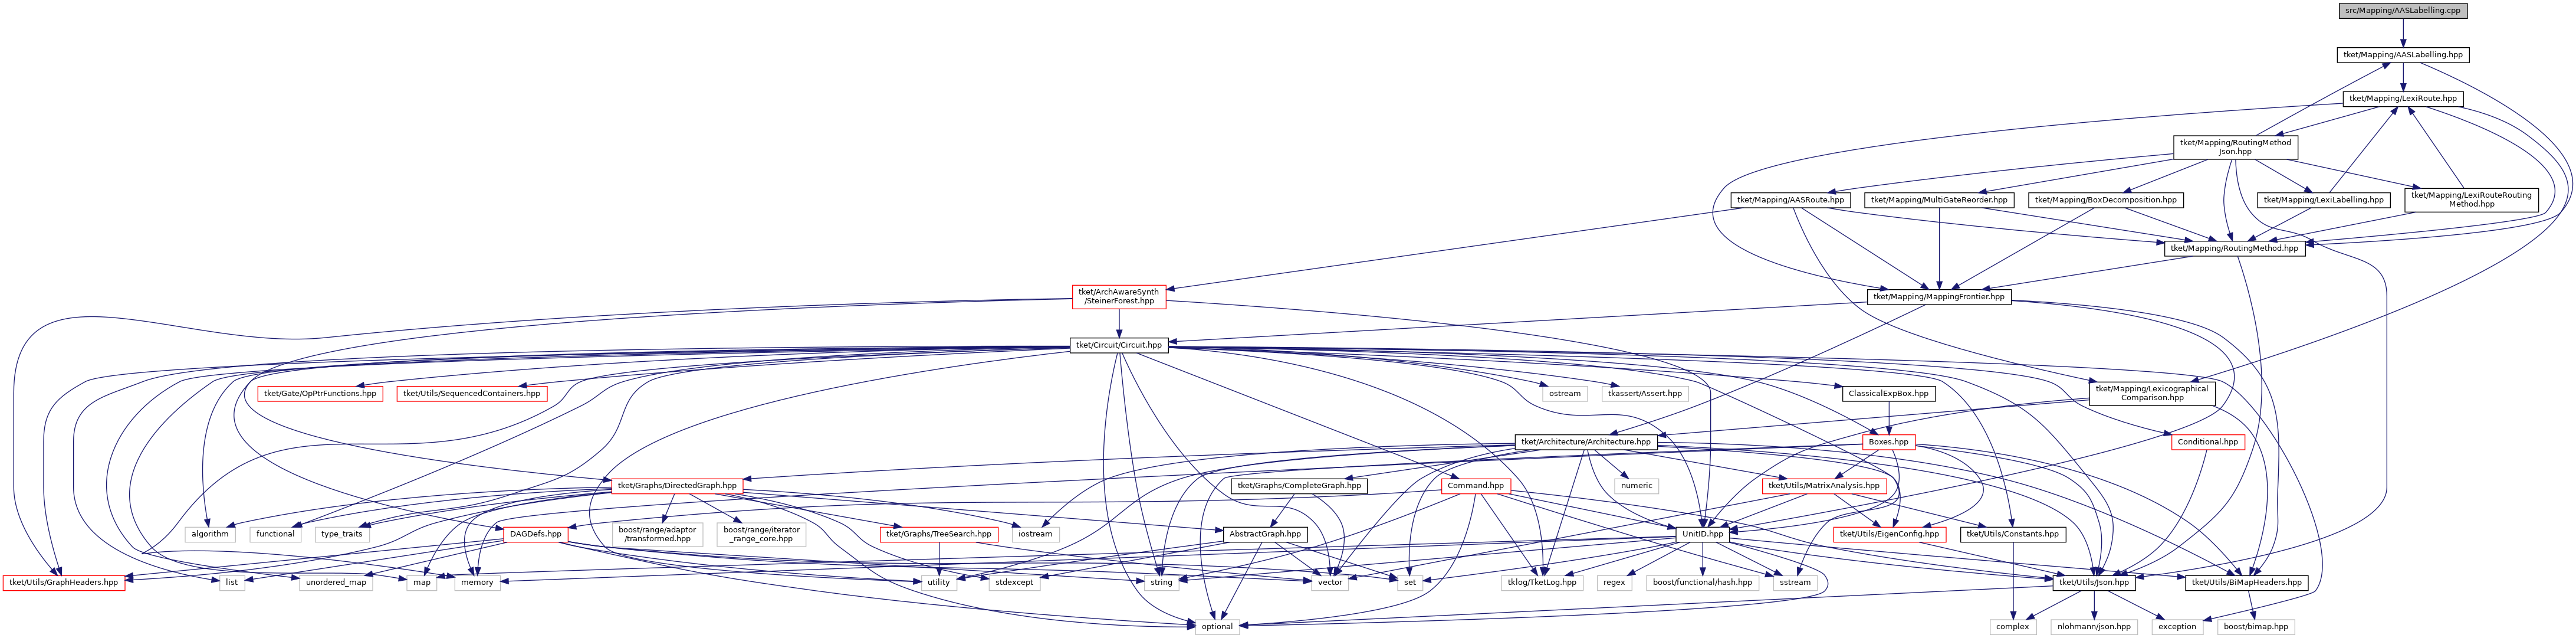 src/Mapping/AASLabelling.cpp
tket/Mapping/AASLabelling.hpp
tket/Mapping/LexiRoute.hpp
tket/Mapping/RoutingMethod
Json.hpp
tket/Mapping/AASRoute.hpp
tket/Mapping/MultiGateReorder.hpp
tket/Mapping/BoxDecomposition.hpp
tket/Mapping/LexiLabelling.hpp
tket/Mapping/LexiRouteRouting
Method.hpp
tket/Mapping/RoutingMethod.hpp
tket/ArchAwareSynth
/SteinerForest.hpp
tket/Mapping/MappingFrontier.hpp
tket/Circuit/Circuit.hpp
tket/Gate/OpPtrFunctions.hpp
tket/Utils/SequencedContainers.hpp
ostream
tkassert/Assert.hpp
ClassicalExpBox.hpp
tket/Mapping/Lexicographical
Comparison.hpp
tket/Architecture/Architecture.hpp
Boxes.hpp
Conditional.hpp
tket/Graphs/DirectedGraph.hpp
tket/Graphs/CompleteGraph.hpp
Command.hpp
numeric
tket/Utils/MatrixAnalysis.hpp
algorithm
functional
type_traits
DAGDefs.hpp
boost/range/adaptor
/transformed.hpp
boost/range/iterator
_range_core.hpp
tket/Graphs/TreeSearch.hpp
iostream
AbstractGraph.hpp
UnitID.hpp
tket/Utils/EigenConfig.hpp
tket/Utils/Constants.hpp
tket/Utils/GraphHeaders.hpp
list
unordered_map
map
memory
utility
stdexcept
string
vector
set
tklog/TketLog.hpp
regex
boost/functional/hash.hpp
sstream
tket/Utils/Json.hpp
tket/Utils/BiMapHeaders.hpp
optional
complex
nlohmann/json.hpp
exception
boost/bimap.hpp